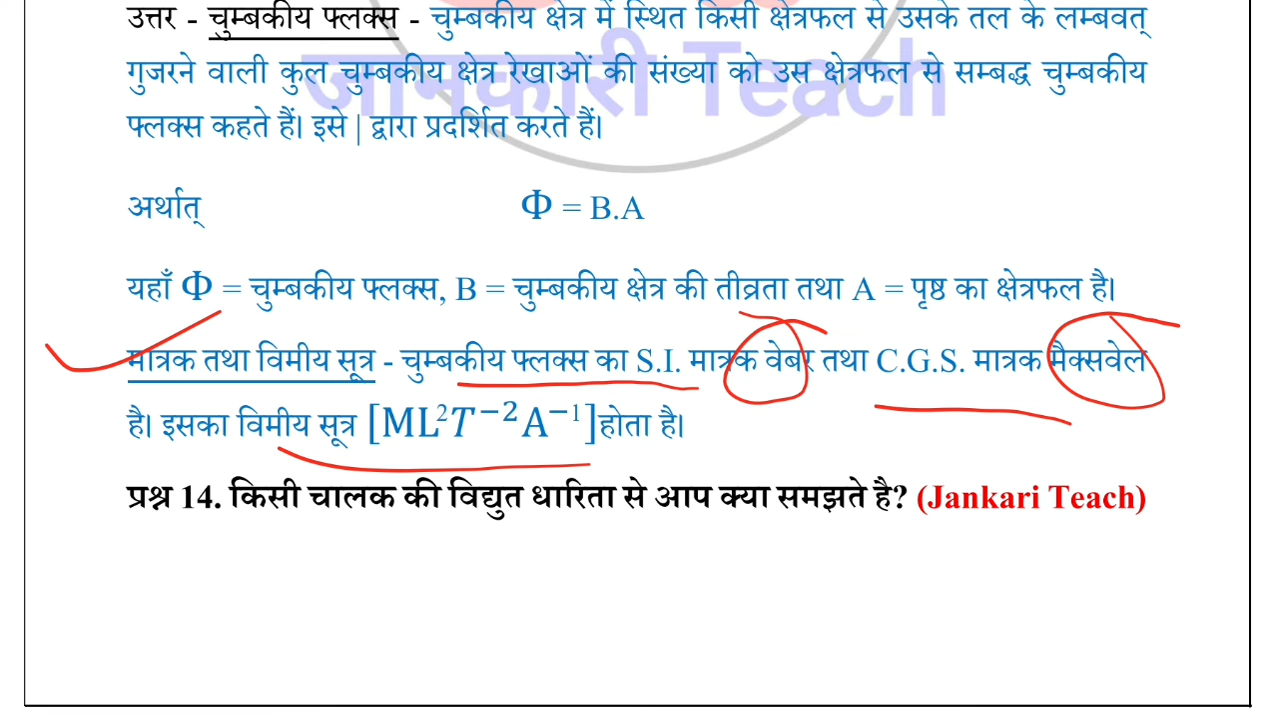 उत्तर - चुम्बकीय फ्लक्स - चुम्बकीय क्षेत्र में स्थित किसी क्षेत्रफल से उसके तल के लम्बवत्
गुजरने वाली कुल चुम्बकीय क्षेत्र रेखाओं की संख्या को उस क्षेत्रफल से सम्बद्ध चुम्बकीय
जानकारी Teach
फ्लक्स कहते हैं। इसे | द्वारा प्रदर्शित करते हैं।
अर्थात् Φ = B.A
यहाँ Φ = चुम्बकीय फ्लक्स, B = चुम्बकीय क्षेत्र की तीव्रता तथा A = पृष्ठ का क्षेत्रफल है।
मात्रक तथा विमीय सूत्र - चुम्बकीय फ्लक्स का S.I. मात्रक वेबर तथा C.G.S. मात्रक मैक्सवेल
है। इसका विमीय सूत्र [ML²T⁻²A⁻¹]होता है।
प्रश्न 14. किसी चालक की विद्युत धारिता से आप क्या समझते है? (Jankari Teach)